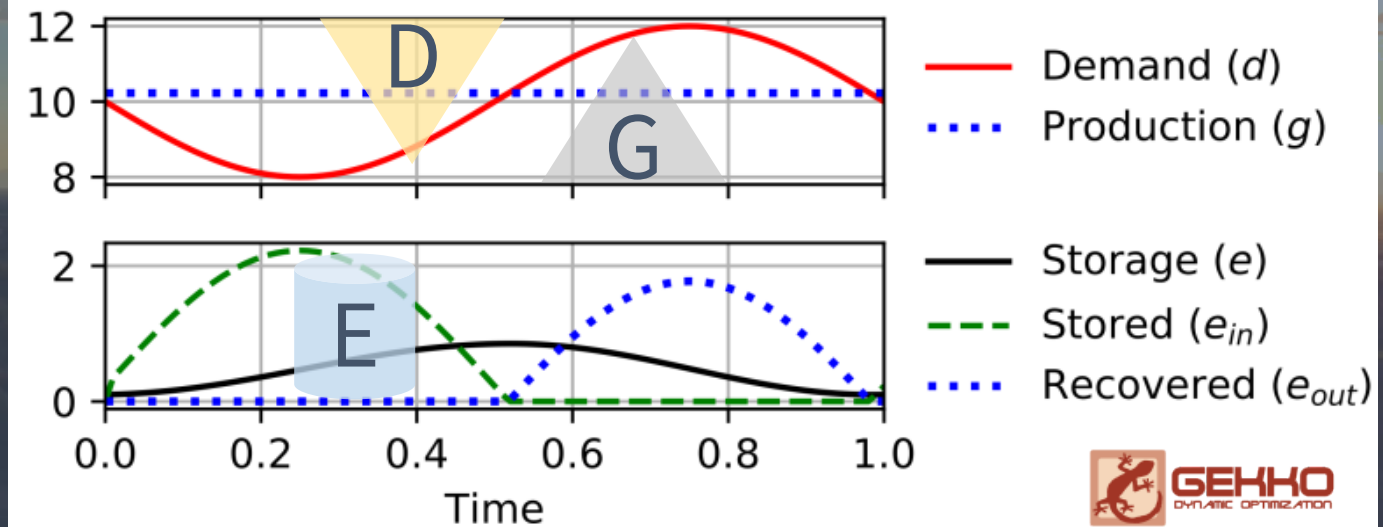 12
10
8
D
G
Demand (d)
Production (g)
2
0
E
0.0 0.2 0.4 0.6 0.8 1.0
Time
Storage (e)
Stored (e_in)
Recovered (e_out)
GEKKO
DYNAMIC OPTIMIZATION